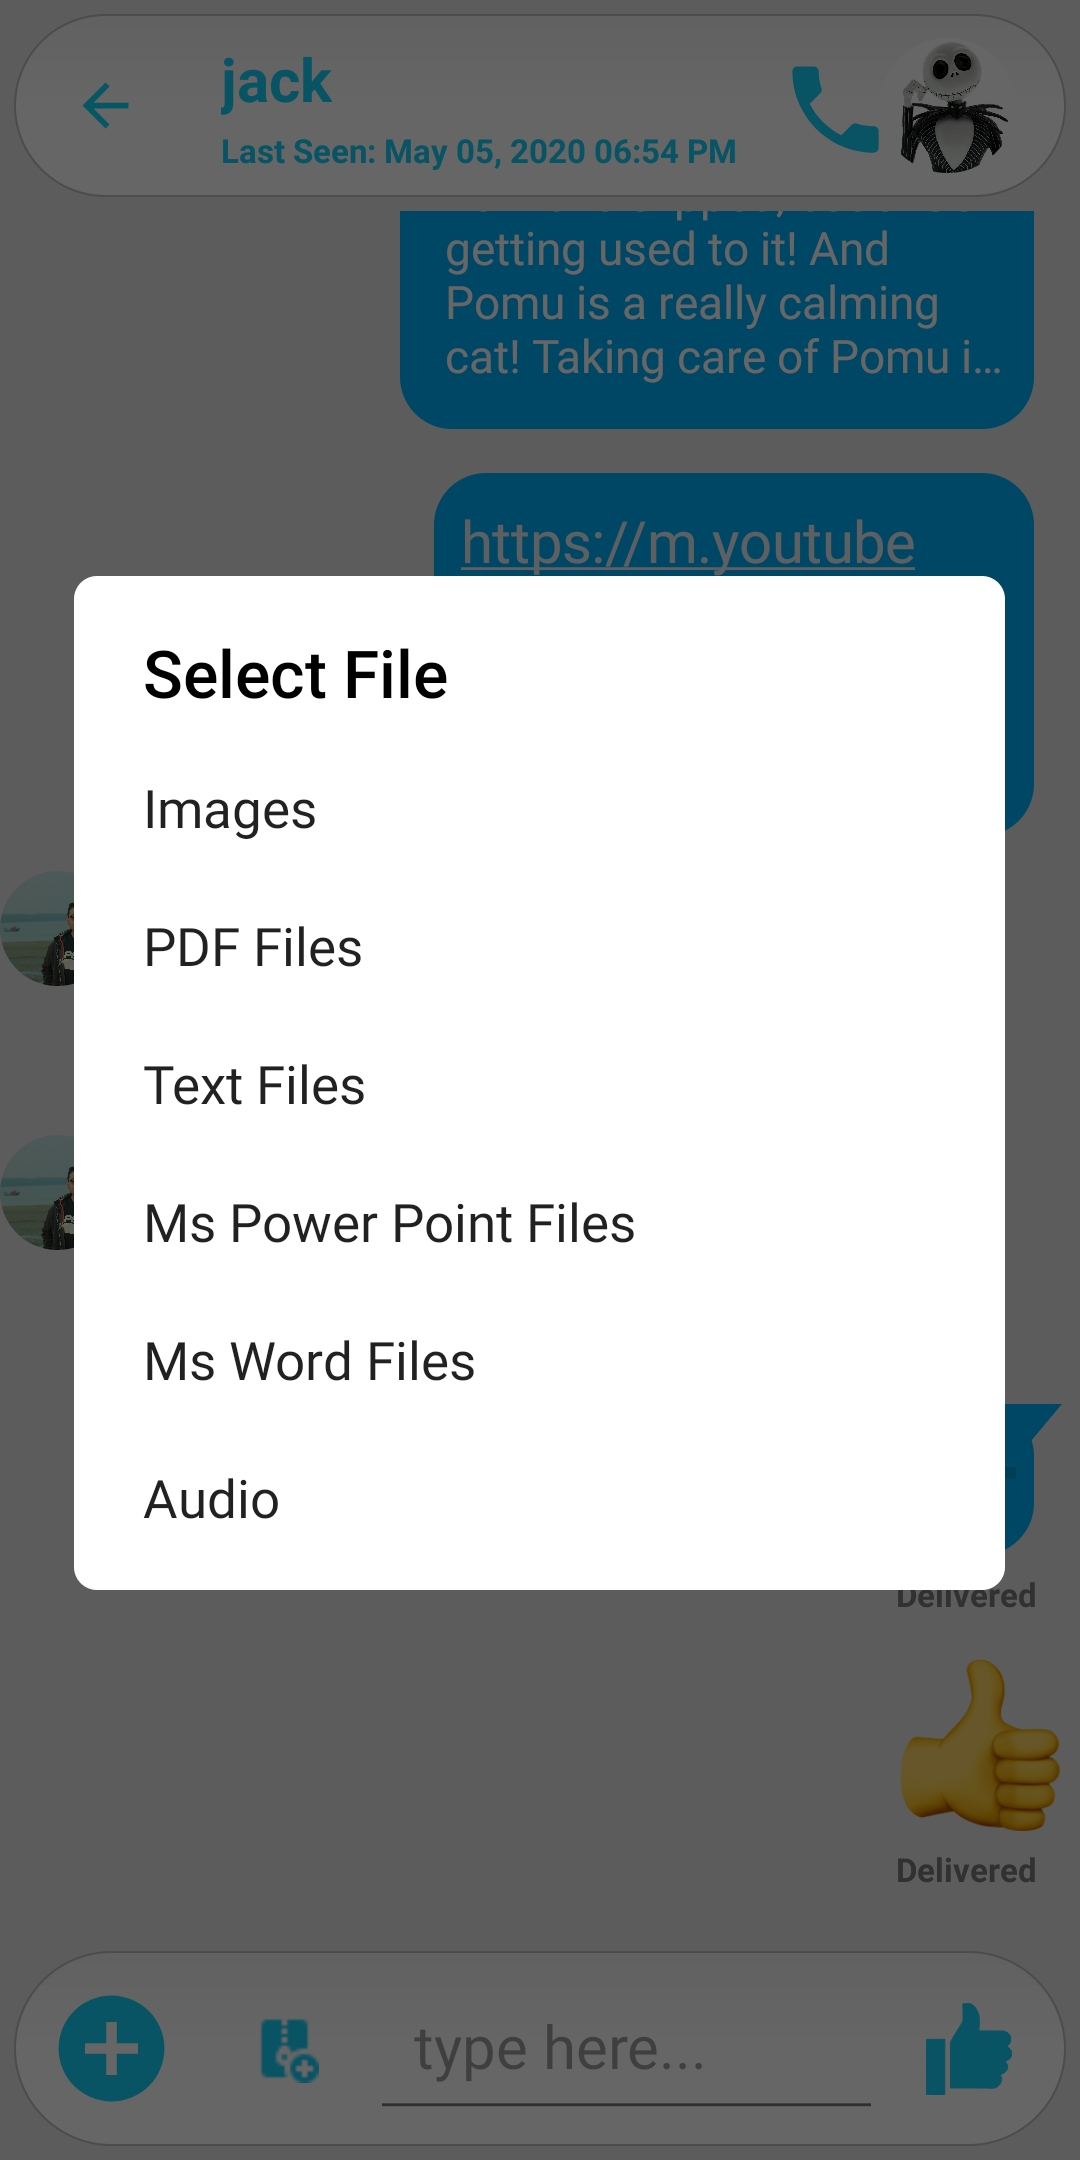 jack
Last Seen: May 05, 2020 06:54 PM
getting used to it! And
Pomu is a really calming
cat! Taking care of Pomu i...
https://m.youtube
Select File
Images
PDF Files
Text Files
Ms Power Point Files
Ms Word Files
Audio
Delivered
Delivered
type here...